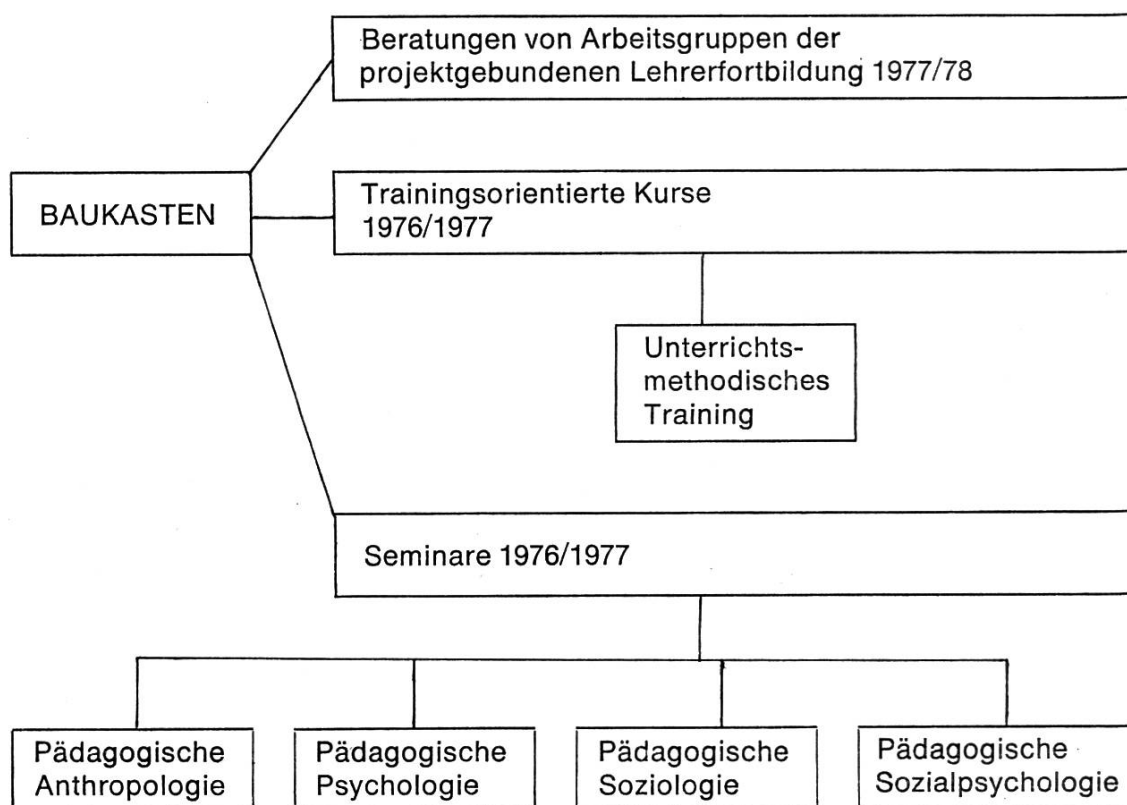 Beratungen von Arbeitsgruppen der
projektgebundenen Lehrerfortbildung 1977/78
BAUKASTEN
Trainingsorientierte Kurse
1976/1977
Unterrichts-
methodisches
Training
Seminare 1976/1977
Pädagogische
Anthropologie
Pädagogische
Psychologie
Pädagogische
Soziologie
Pädagogische
Sozialpsychologie